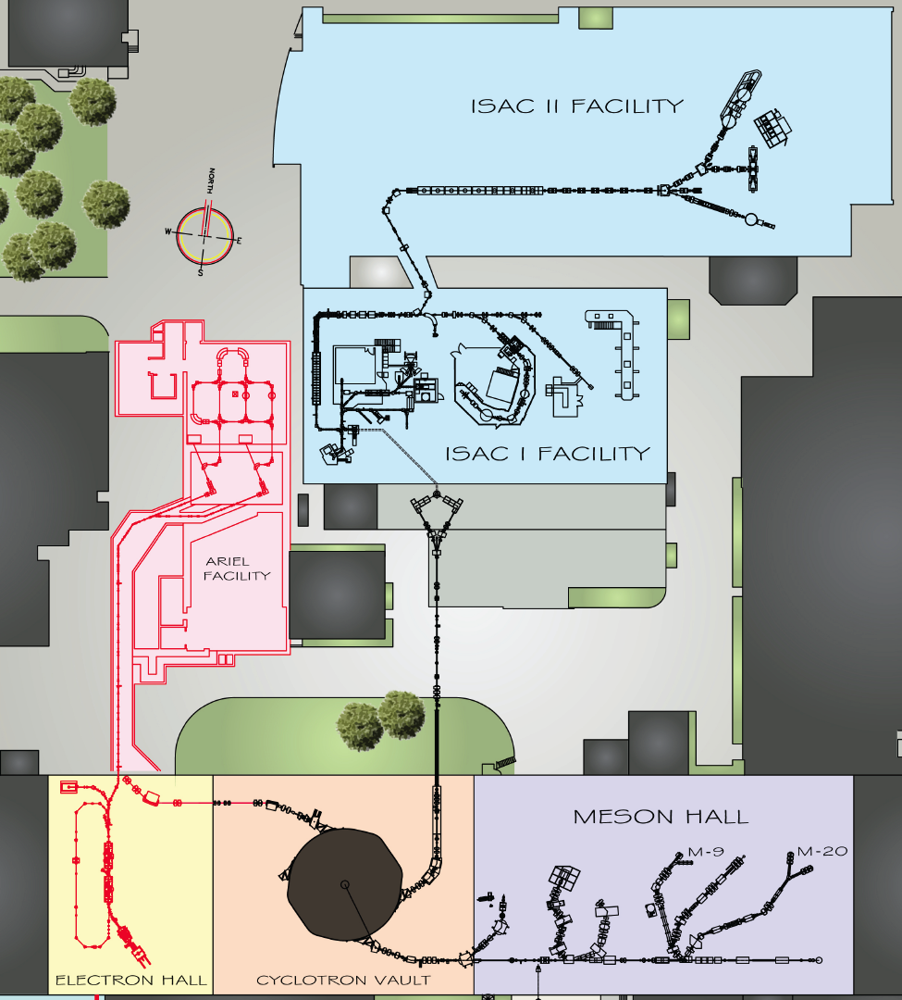 ISAC II FACILITY
NORTH
W
E
S
ISAC I FACILITY
ARIEL
FACILITY
MESON HALL
M-9
M-20
ELECTRON HALL
CYCLOTRON VAULT